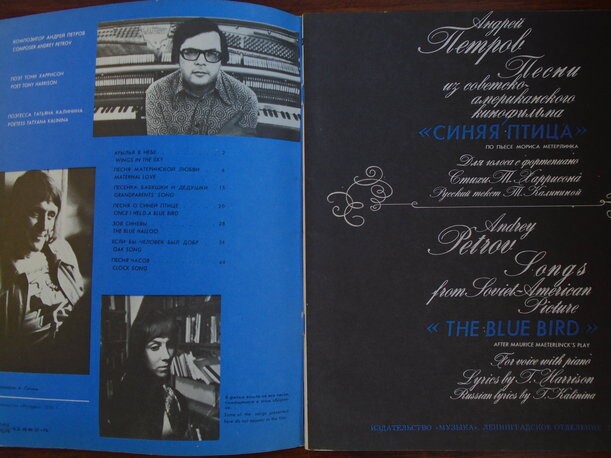 КОМПОЗИТОР АНДРЕЙ ПЕТРОВ
COMPOSER ANDREY PETROV
ПОЭТ ТОНИ ХАРРИСОН
POET TONY HARRISON
ПОЭТЕССА ТАТЬЯНА КАЛИНИНА
POETESS TATYANA KALININA
КРЫЛЬЯ В НЕБЕ
WINGS IN THE SKY
ПЕСНЯ МАТЕРИНСКОЙ ЛЮБВИ
MATERNAL LOVE
ПЕСЕНКА БАБУШКИ И ДЕДУШКИ
GRANDPARENTS' SONG
ПЕСНЯ О СИНЕЙ ПТИЦЕ
ONCE I HELD A BLUE BIRD
ЗОВ СИНЕВЫ
THE BLUE HALLOO
ЕСЛИ БЫ ЧЕЛОВЕК БЫЛ ДОБР
OAK SONG
ПЕСНЯ ЧАСОВ
CLOCK SONG
Андрей
Петров
Песни
из советско-
американского
кинофильма
«СИНЯЯ ПТИЦА»
ПО ПЬЕСЕ МОРИСА МЕТЕРЛИНКА
Для голоса с фортепиано
Стихи Т. Харрисона
Русский текст Т. Калининой
Andrey
Petrov
Songs
from Soviet-American
Picture
« THE BLUE BIRD »
AFTER MAURICE MAETERLINCK'S PLAY
For voice with piano
Lyrics by T. Harrison
Russian lyrics by T. Kalinina
ИЗДАТЕЛЬСТВО «МУЗЫКА», ЛЕНИНГРАДСКОЕ ОТДЕЛЕНИЕ